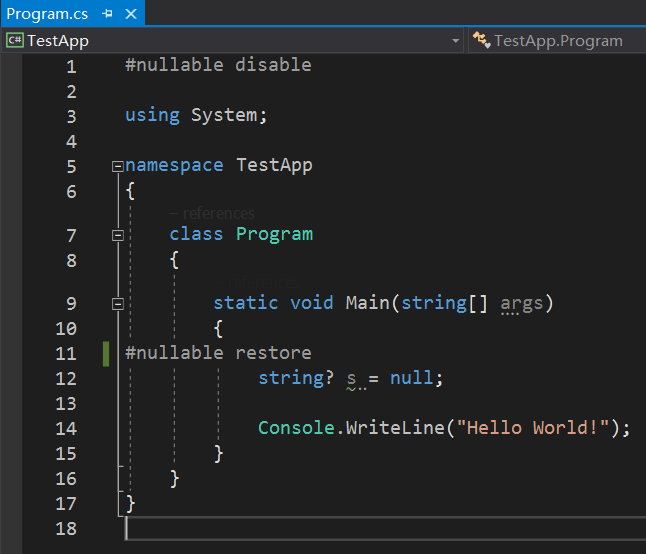 Program.cs
C# TestApp TestApp.Program
1 #nullable disable
2
3 using System;
4
5 namespace TestApp
6 {
— references
7 class Program
8 {
references
9 static void Main(string[] args)
10 {
11 #nullable restore
12 string? s = null;
13
14 Console.WriteLine("Hello World!");
15 }
16 }
17 }
18